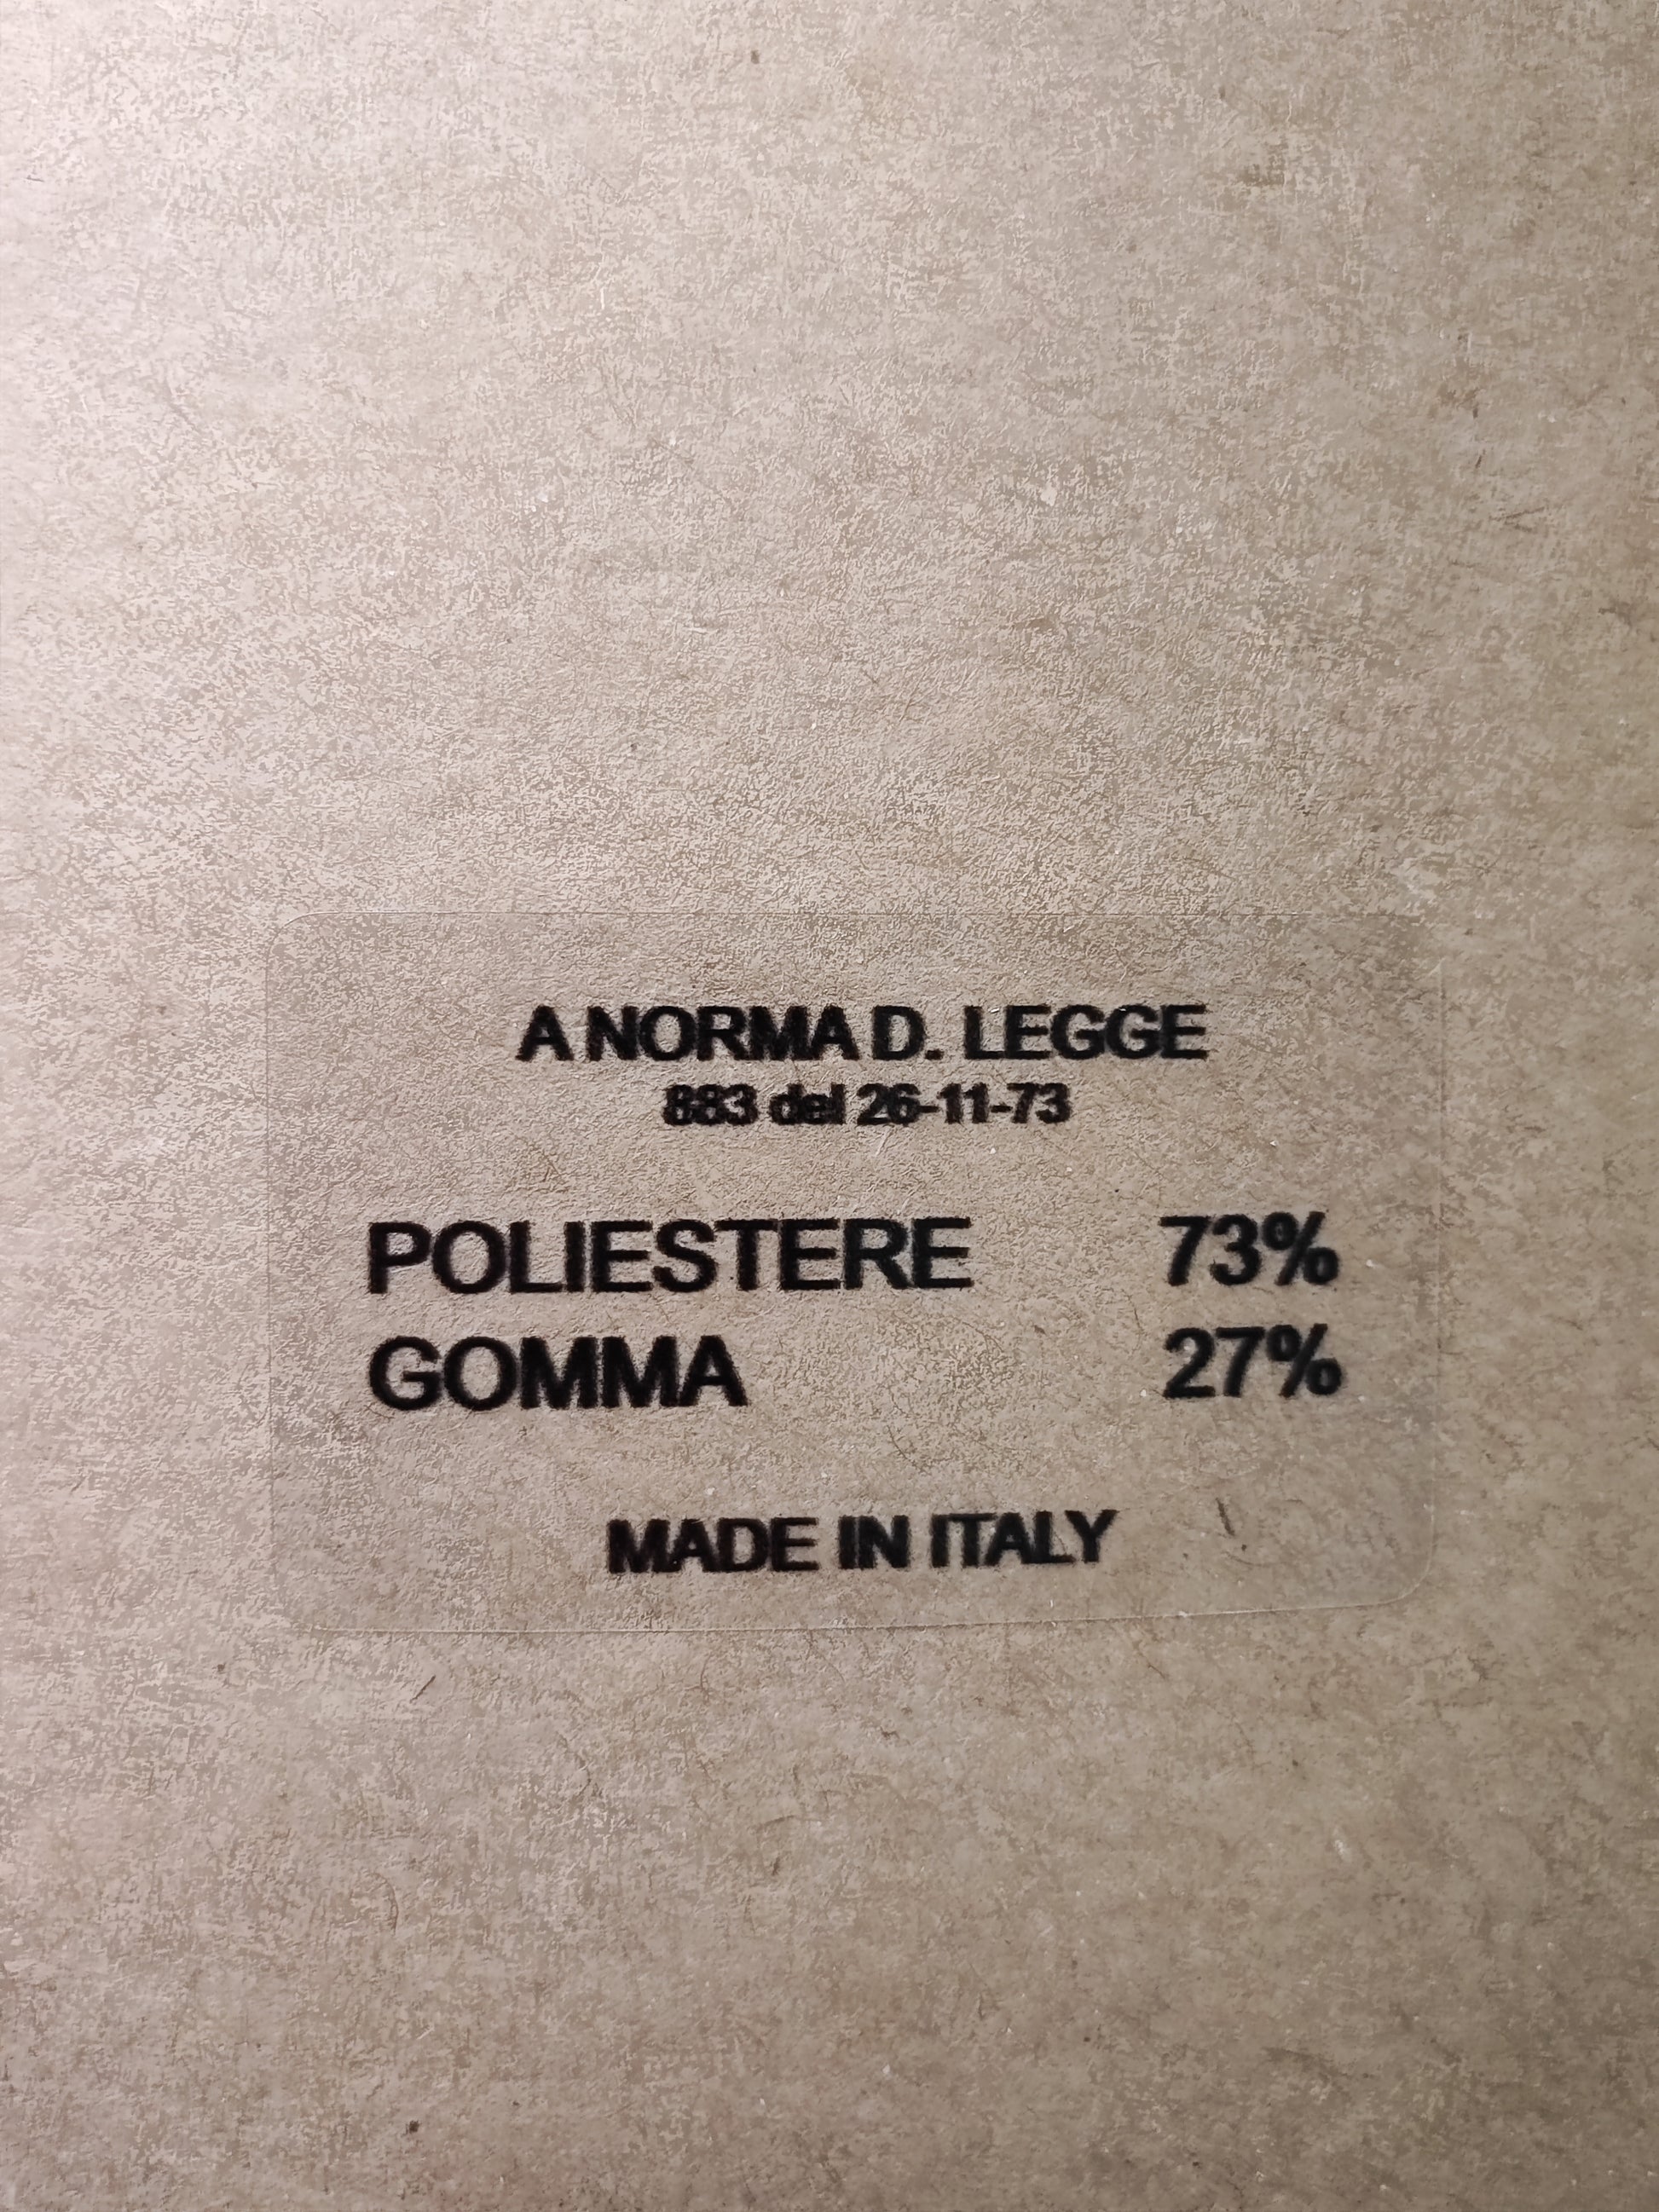 A NORMA D. LEGGE
883 del 26-11-73
POLIESTERE 73%
GOMMA 27%
MADE IN ITALY